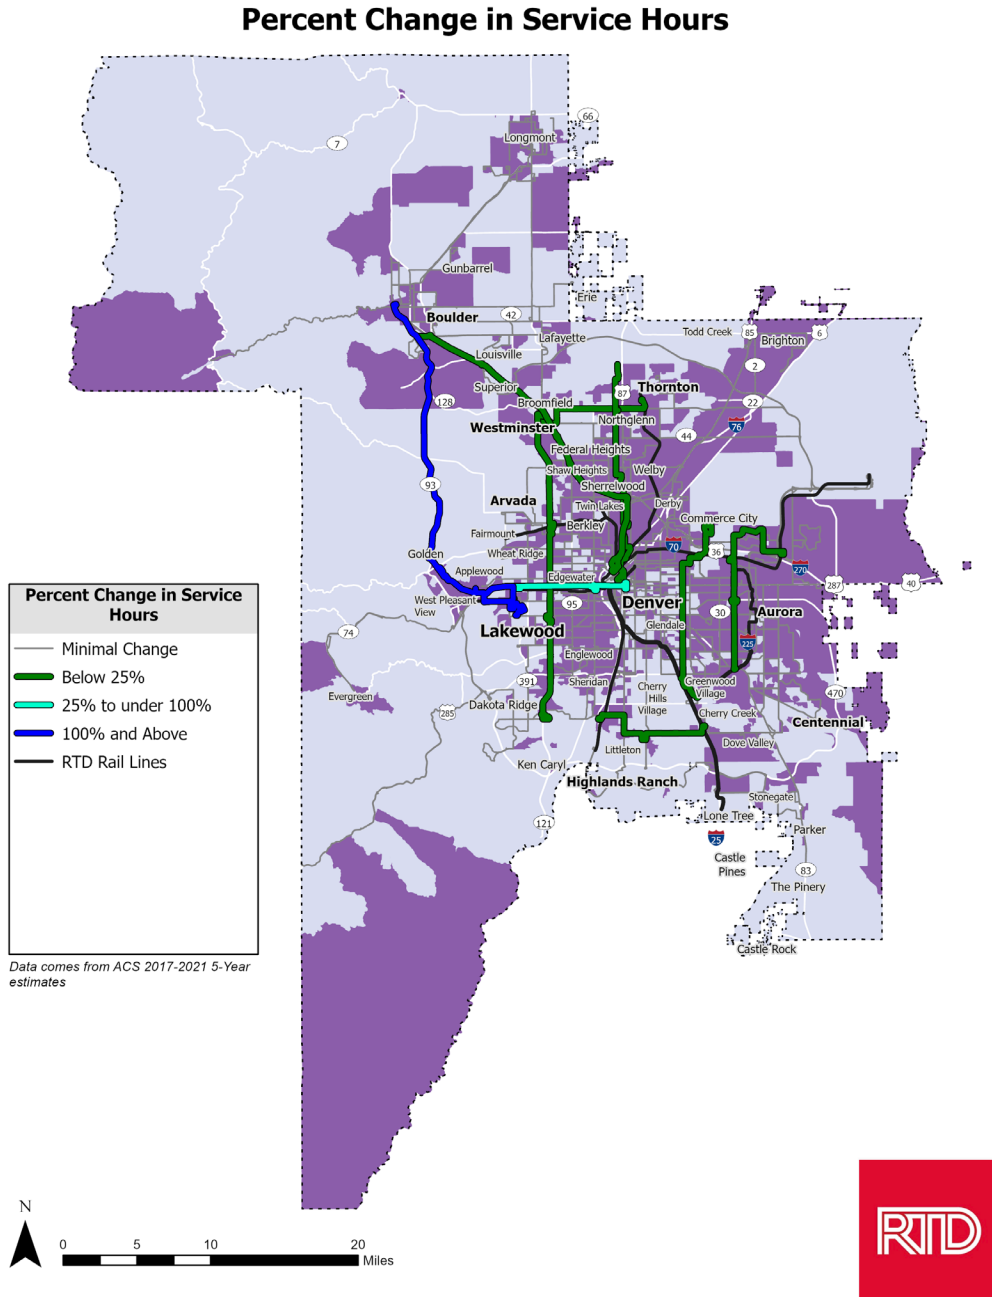 Percent Change in Service Hours
66
Longmont
7
Gunbarrel
Erie
Boulder
42
Todd Creek
85
6
Lafayette
Brighton
Louisville
2
Superior
87
Thornton
128
Broomfield
22
Northglenn
Westminster
76
44
Federal Heights
Shaw Heights
Welby
93
Sherrelwood
Arvada
Twin Lakes
Derby
Commerce City
Berkley
Fairmount
70
36
Golden
Wheat Ridge
270
Applewood
Edgewater
287
40
West Pleasant
View
95
Denver
30
Aurora
Lakewood
Glendale
74
225
Englewood
391
Sheridan
Greenwood
Village
Cherry
Hills
Village
470
Evergreen
285
Dakota Ridge
Cherry Creek
Centennial
Littleton
Dove Valley
Ken Caryl
Highlands Ranch
Stonegate
121
Lone Tree
Parker
25
Castle
Pines
83
The Pinery
Castle Rock
Percent Change in Service
Hours
Minimal Change
Below 25%
25% to under 100%
100% and Above
RTD Rail Lines
Data comes from ACS 2017-2021 5-Year
estimates
N
0 5 10 20
Miles
RTD